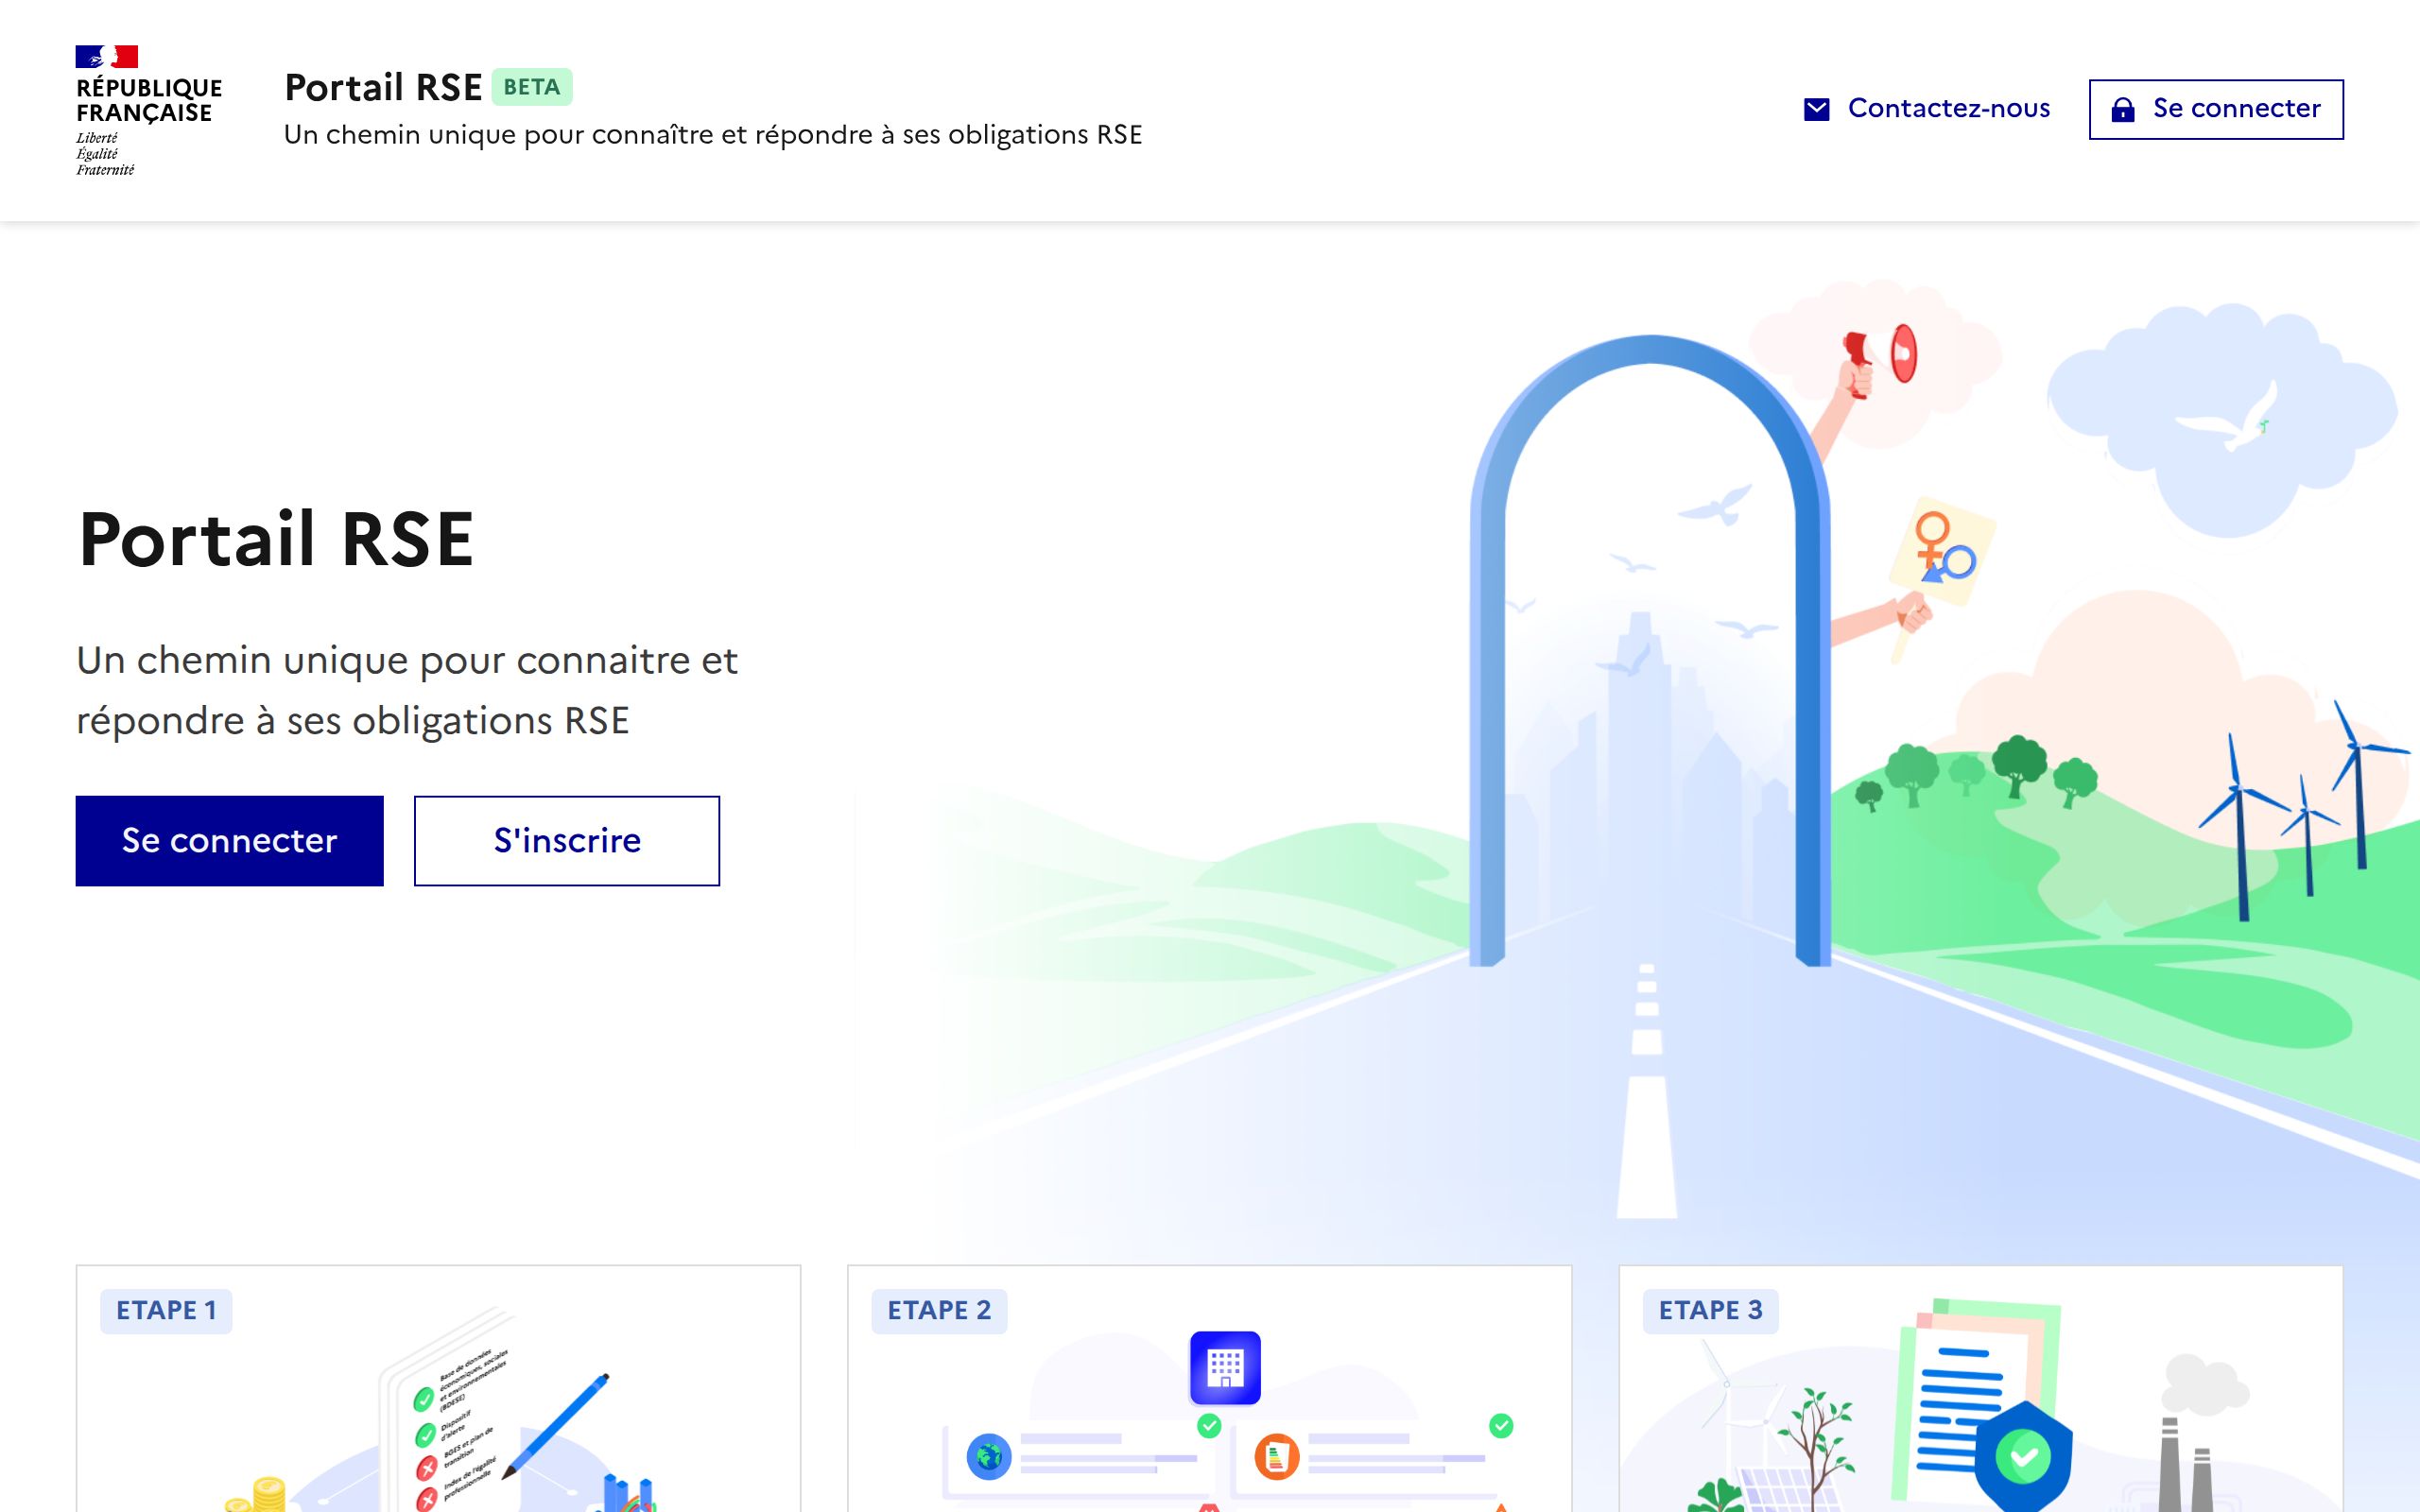 RÉPUBLIQUE
FRANÇAISE
Liberté
Égalité
Fraternité
Portail RSE BETA
Un chemin unique pour connaître et répondre à ses obligations RSE
Contactez-nous
Se connecter
Portail RSE
Un chemin unique pour connaitre et
répondre à ses obligations RSE
Se connecter
S'inscrire
ETAPE 1
Base de données
économiques, sociales
et environnementales
(BDESE)
Dispositif
d'alerte
BGES et plan de
transition
Index de l'égalité
professionnelle
ETAPE 2
ETAPE 3